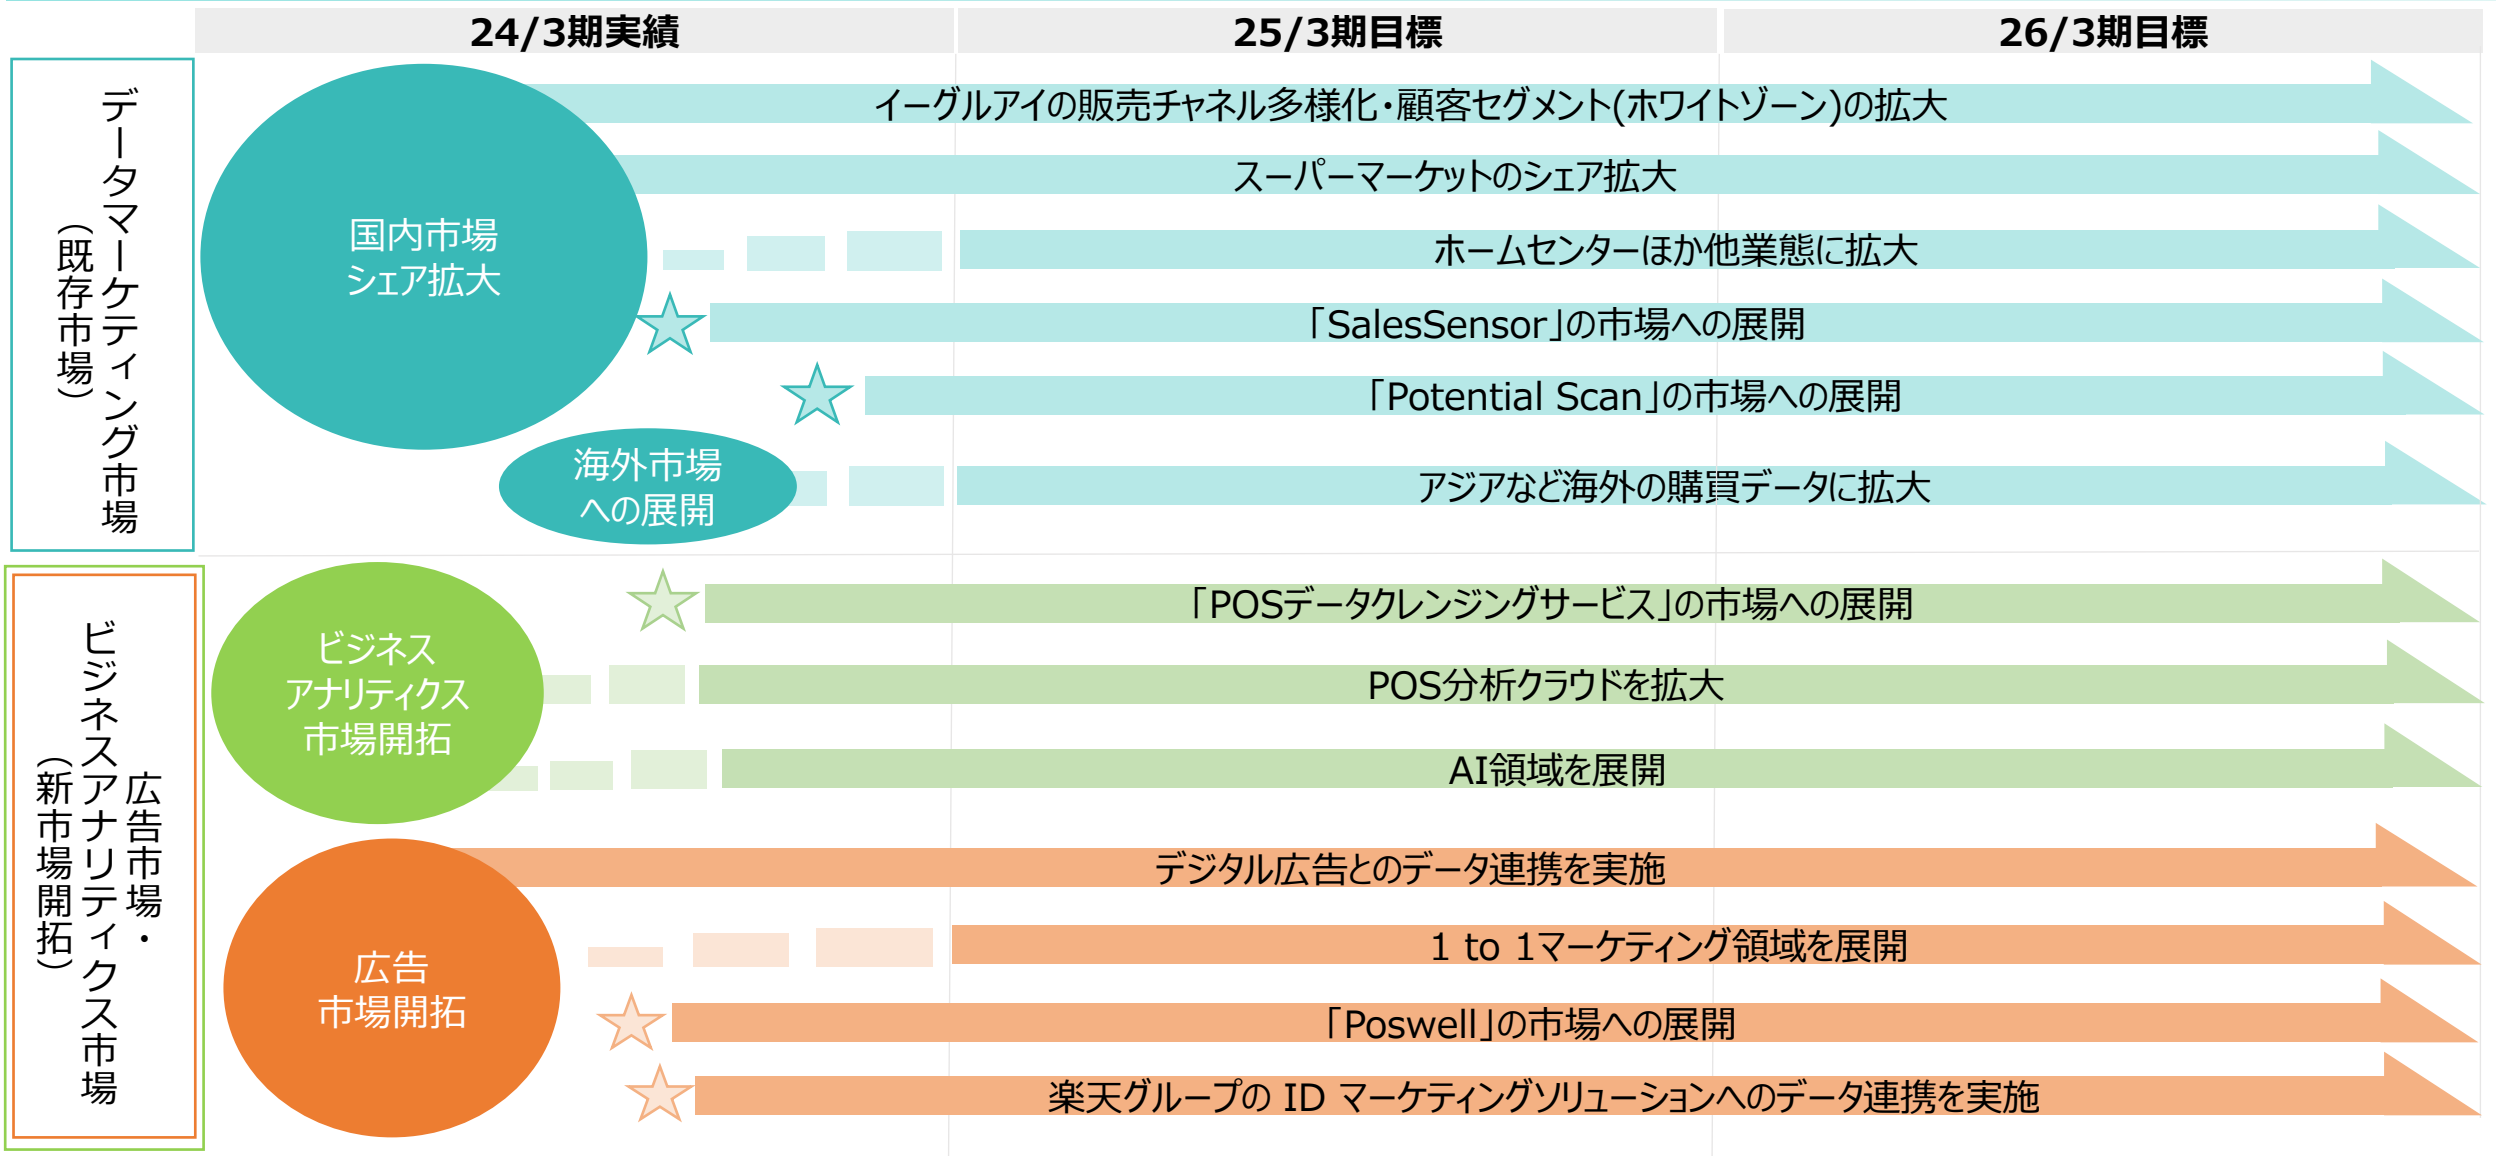 24/3期実績
25/3期目標
26/3期目標
データマーケティング市場
（既存市場）
国内市場
シェア拡大
イーグルアイの販売チャネル多様化・顧客セグメント(ホワイトゾーン)の拡大
スーパーマーケットのシェア拡大
ホームセンターほか他業態に拡大
「SalesSensor」の市場への展開
「Potential Scan」の市場への展開
海外市場
への展開
アジアなど海外の購買データに拡大
広告市場・
ビジネスアナリティクス市場
（新市場開拓）
ビジネス
アナリティクス
市場開拓
「POSデータクレンジングサービス」の市場への展開
POS分析クラウドを拡大
AI領域を展開
広告
市場開拓
デジタル広告とのデータ連携を実施
1 to 1マーケティング領域を展開
「Poswell」の市場への展開
楽天グループの ID マーケティングソリューションへのデータ連携を実施